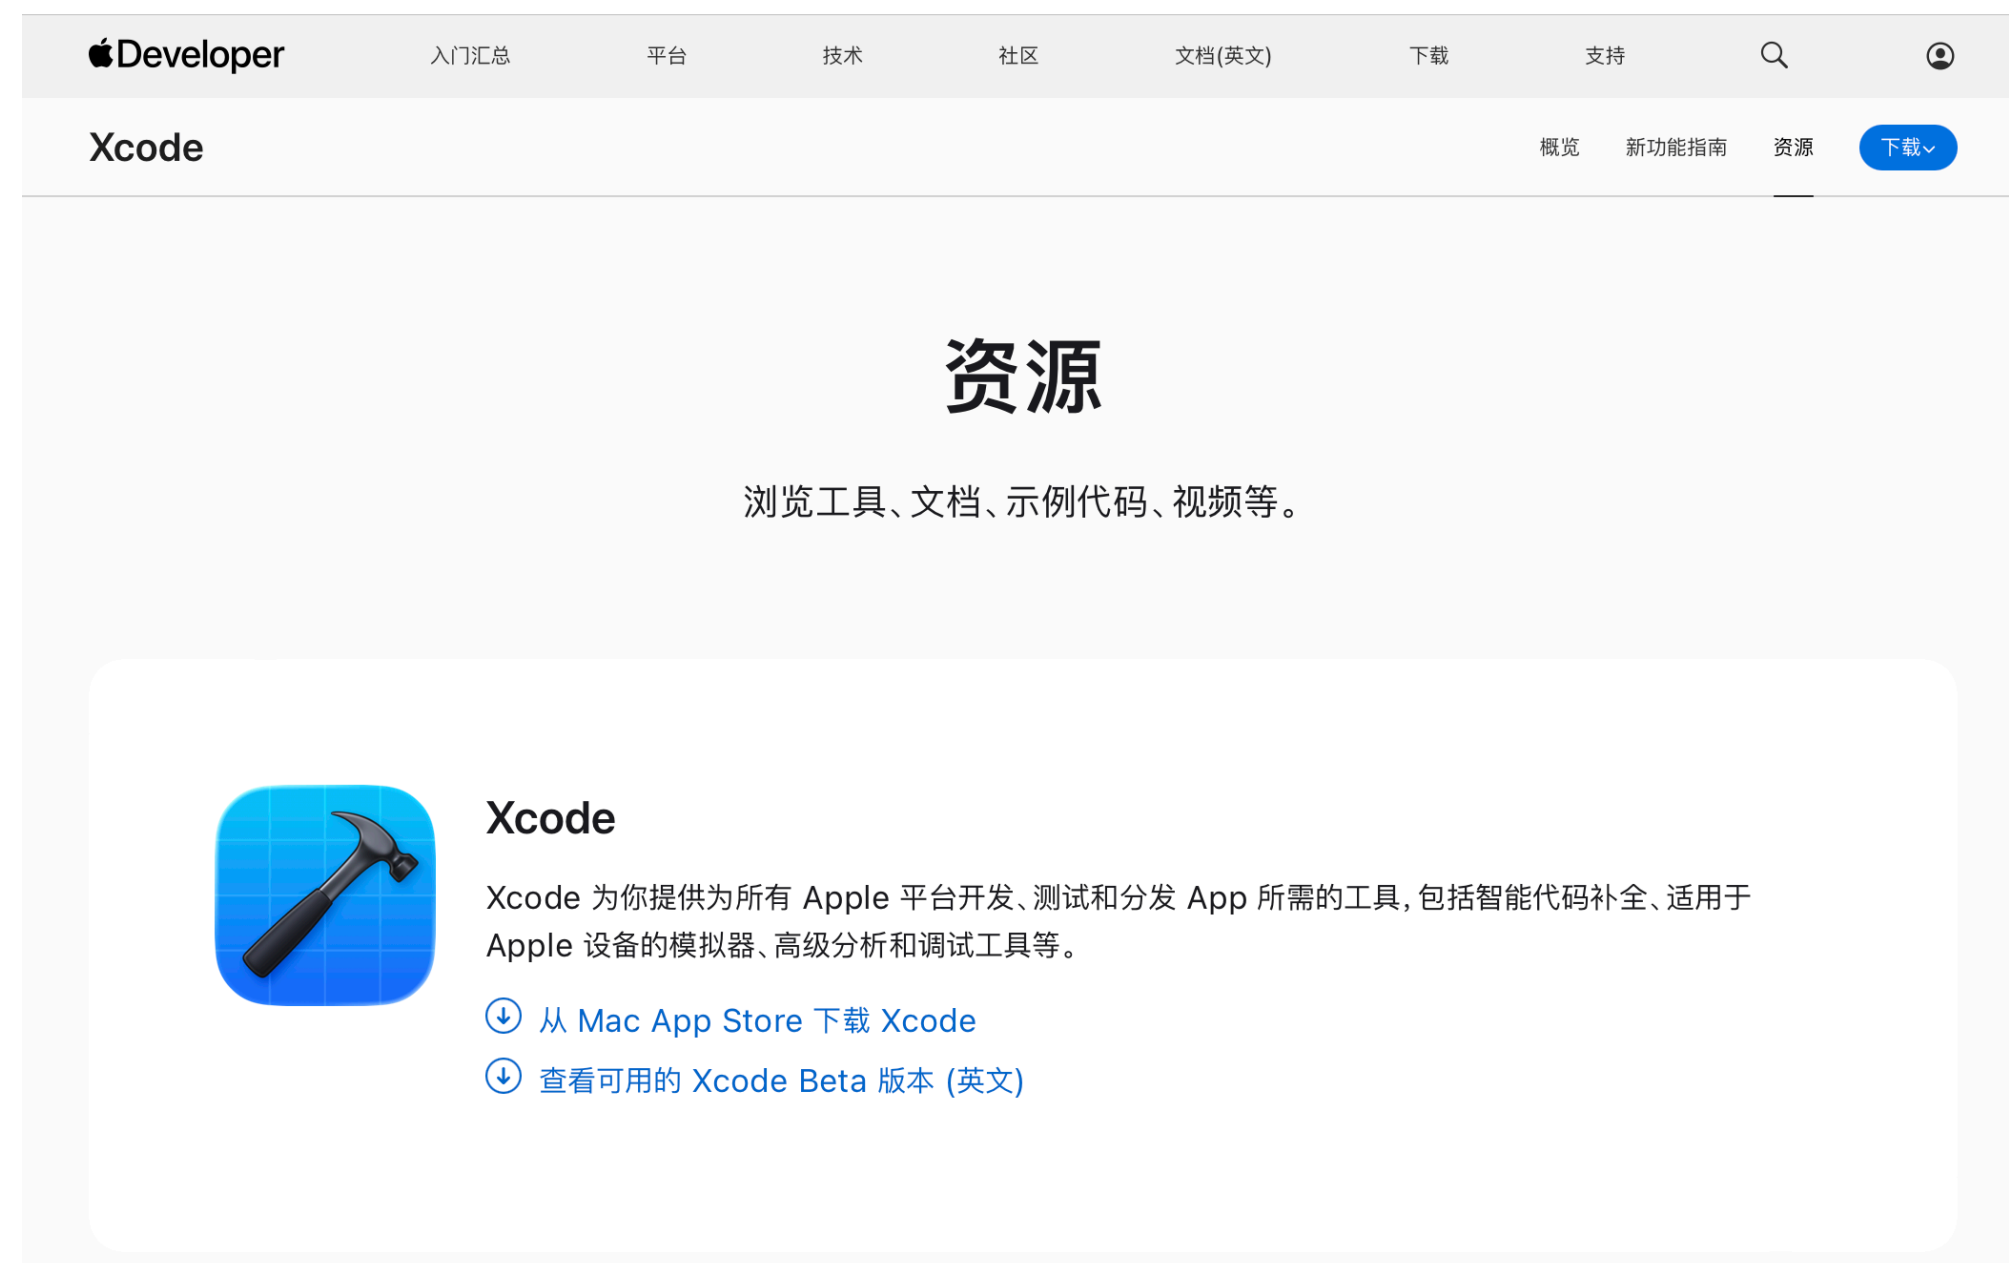 Developer 入门汇总 平台 技术 社区 文档(英文) 下载 支持
Xcode 概览 新功能指南 资源 下载
资源
浏览工具、文档、示例代码、视频等。
Xcode
Xcode 为你提供为所有 Apple 平台开发、测试和分发 App 所需的工具，包括智能代码补全、适用于
Apple 设备的模拟器、高级分析和调试工具等。
从 Mac App Store 下载 Xcode
查看可用的 Xcode Beta 版本 (英文)